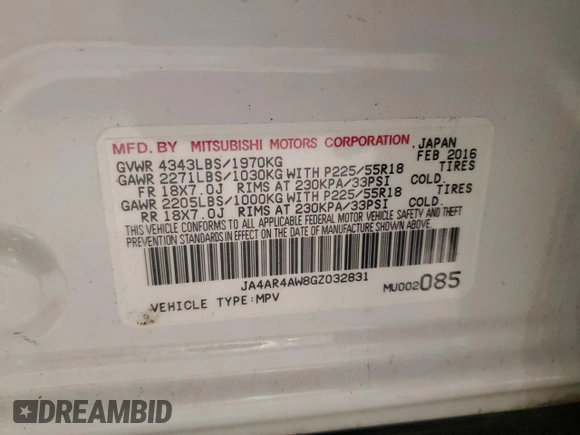 MFD. BY MITSUBISHI MOTORS CORPORATION, JAPAN
GVWR 4343LBS/1970KG FEB 2016
GAWR 2271LBS/1030KG WITH P225/55R18 TIRES
FR 18X7.0J RIMS AT 230KPA/33PSI COLD.
GAWR 2205LBS/1000KG WITH P225/55R18 TIRES
RR 18X7.0J RIMS AT 230KPA/33PSI COLD.
THIS VEHICLE CONFORMS TO ALL APPLICABLE FEDERAL MOTOR VEHICLE SAFETY AND THEFT
PREVENTION STANDARDS IN EFFECT ON THE DATE OF MANUFACTURE SHOWN ABOVE.
JA4AR4AW8GZ032831
VEHICLE TYPE:MPV MU002085
DREAMBID